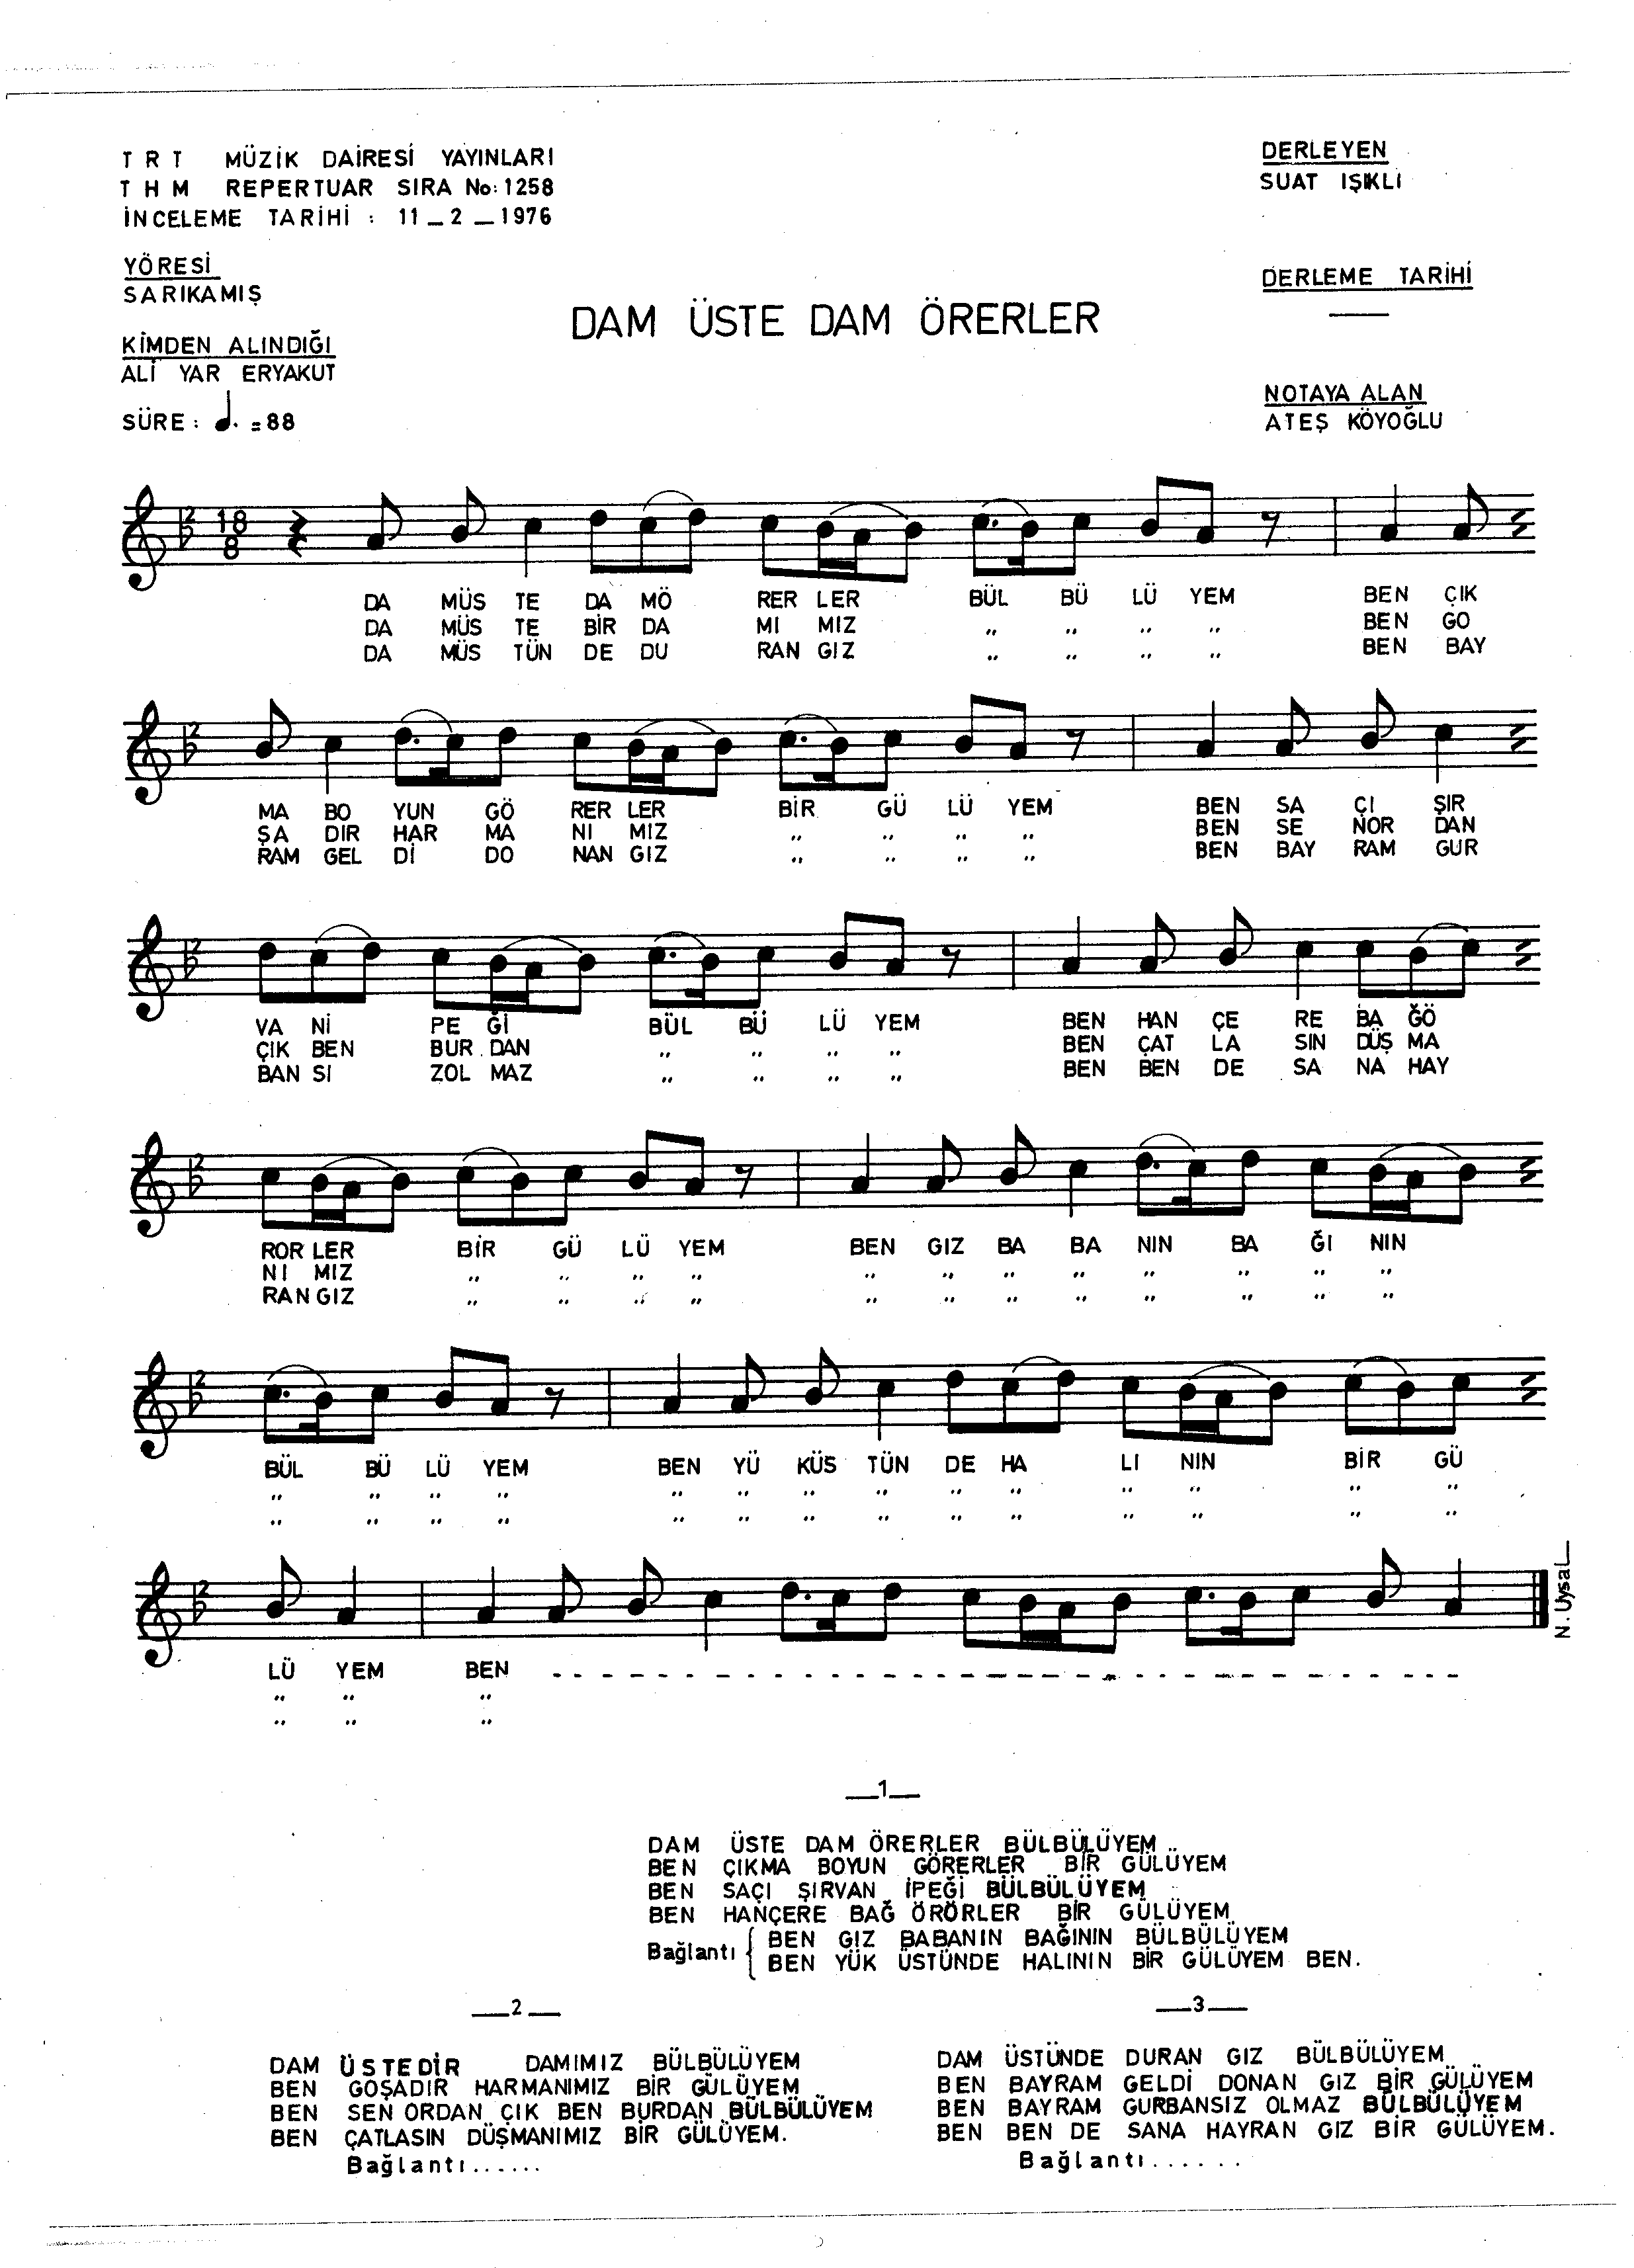 TRT MÜZİK DAİRESİ YAYINLARI
THM REPERTUAR SIRA No: 1258
İNCELEME TARİHİ : 11_2_1976
DERLEYEN
SUAT IŞIKLI
YÖRESİ
SARIKAMIŞ
DERLEME TARİHİ
DAM ÜSTE DAM ÖRERLER
KİMDEN ALINDIĞI
ALİ YAR ERYAKUT
NOTAYA ALAN
ATEŞ KÖYOĞLU
SÜRE : ♩. = 88
18
8
DA MÜS TE DA MÖ RER LER BÜL BÜ LÜ YEM BEN ÇIK
DA MÜS TE BİR DA MI MIZ " " " " BEN GO
DA MÜS TÜN DE DU RAN GIZ " " " " BEN BAY
MA BO YUN GÖ RER LER BİR GÜ LÜ YEM BEN SA ÇI ŞIR
ŞA DIR HAR MA NI MIZ " " " " BEN SE NOR DAN
RAM GEL Dİ DO NAN GIZ " " " " BEN BAY RAM GUR
VA Nİ PE Ğİ BÜL BÜ LÜ YEM BEN HAN ÇE RE BA ĞÖ
ÇIK BEN BUR DAN " " " " BEN ÇAT LA SIN DÜŞ MA
BAN SI ZOL MAZ " " " " BEN BEN DE SA NA HAY
ROR LER BİR GÜ LÜ YEM BEN GIZ BA BA NIN BA ĞI NIN
NI MIZ " " " " " " " " " " " "
RAN GIZ " " " " " " " " " " " "
BÜL BÜ LÜ YEM BEN YÜ KÜS TÜN DE HA LI NIN BİR GÜ
" " " " " " " " " " " " " "
" " " " " " " " " " " " " "
N. Uysal
LÜ YEM BEN - - - - - - - - - - - - - - - - - - - - - - - - - - - - - - - - - -
" " "
" " "
__1__
DAM ÜSTE DAM ÖRERLER BÜLBÜLÜYEM
BEN ÇIKMA BOYUN GÖRERLER BİR GÜLÜYEM
BEN SAÇI ŞIRVAN İPEĞİ BÜLBÜLÜYEM
BEN HANÇERE BAĞ ÖRÖRLER BİR GÜLÜYEM
Bağlantı { BEN GIZ BABANIN BAĞININ BÜLBÜLÜYEM
BEN YÜK ÜSTÜNDE HALININ BİR GÜLÜYEM BEN.
__2__
DAM ÜSTEDİR DAMIMIZ BÜLBÜLÜYEM
BEN GOŞADIR HARMANIMIZ BİR GÜLÜYEM
BEN SEN ORDAN ÇIK BEN BURDAN BÜLBÜLÜYEM
BEN ÇATLASIN DÜŞMANIMIZ BİR GÜLÜYEM.
Bağlantı......
__3__
DAM ÜSTÜNDE DURAN GIZ BÜLBÜLÜYEM
BEN BAYRAM GELDİ DONAN GIZ BİR GÜLÜYEM
BEN BAYRAM GURBANSIZ OLMAZ BÜLBÜLÜYEM
BEN BEN DE SANA HAYRAN GIZ BİR GÜLÜYEM.
Bağlantı......